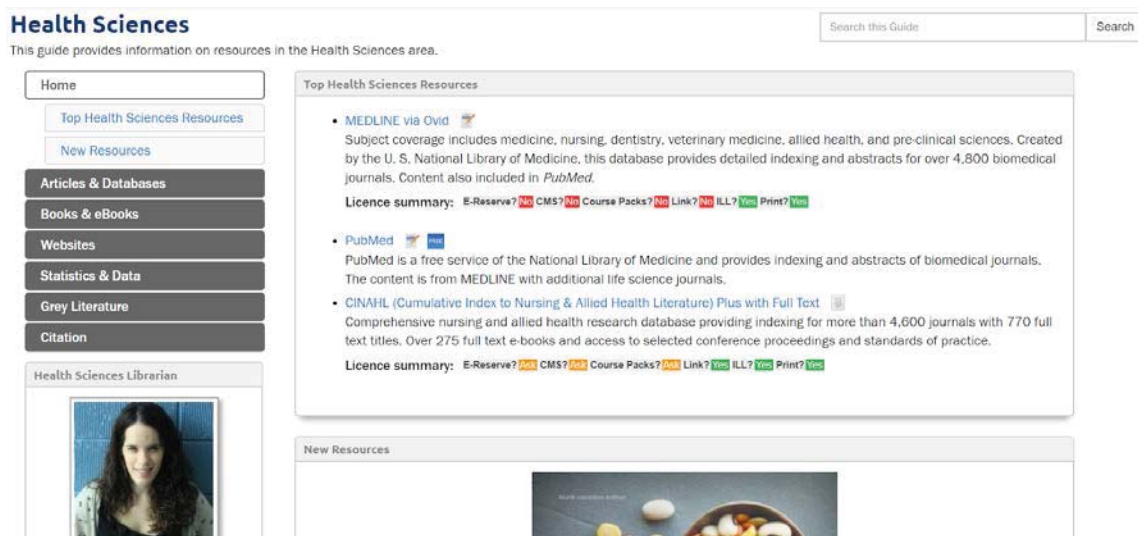 Health Sciences
Search this Guide
Search
This guide provides information on resources in the Health Sciences area.
Home
Top Health Sciences Resources
New Resources
Articles & Databases
Books & eBooks
Websites
Statistics & Data
Grey Literature
Citation
Health Sciences Librarian
Top Health Sciences Resources
• MEDLINE via Ovid
Subject coverage includes medicine, nursing, dentistry, veterinary medicine, allied health, and pre-clinical sciences. Created
by the U. S. National Library of Medicine, this database provides detailed indexing and abstracts for over 4,800 biomedical
journals. Content also included in PubMed.
Licence summary: E-Reserve? No CMS? No Course Packs? No Link? No ILL? Yes Print? Yes
• PubMed FREE
PubMed is a free service of the National Library of Medicine and provides indexing and abstracts of biomedical journals.
The content is from MEDLINE with additional life science journals.
• CINAHL (Cumulative Index to Nursing & Allied Health Literature) Plus with Full Text
Comprehensive nursing and allied health research database providing indexing for more than 4,600 journals with 770 full
text titles. Over 275 full text e-books and access to selected conference proceedings and standards of practice.
Licence summary: E-Reserve? Ask CMS? Ask Course Packs? Ask Link? Yes ILL? Yes Print? Yes
New Resources